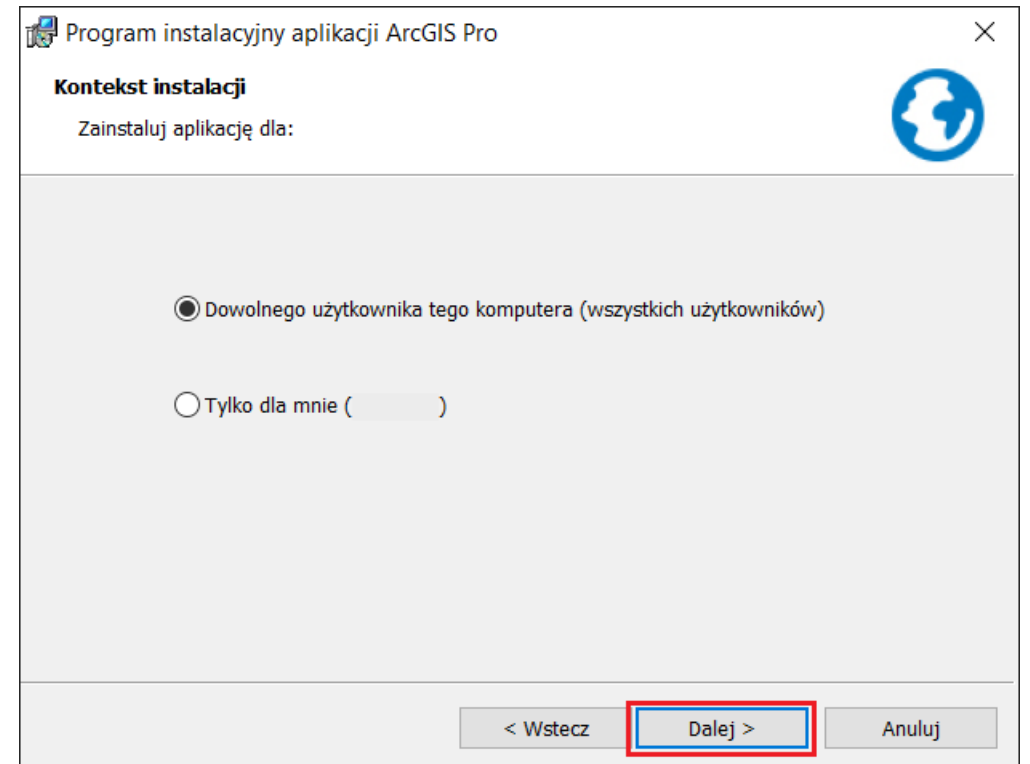 Program instalacyjny aplikacji ArcGIS Pro
Kontekst instalacji
Zainstaluj aplikację dla:
Dowolnego użytkownika tego komputera (wszystkich użytkowników)
Tylko dla mnie ( )
< Wstecz
Dalej >
Anuluj